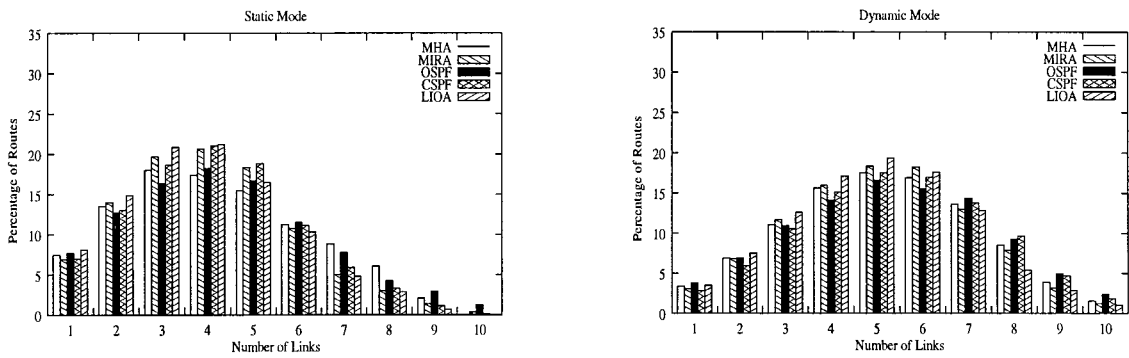 Static Mode
35
30
25
20
15
10
5
0
Percentage of Routes
MHA
MIRA
OSPF
CSPF
LIOA
1 2 3 4 5 6 7 8 9 10
Number of Links
Dynamic Mode
35
30
25
20
15
10
5
0
Percentage of Routes
MHA
MIRA
OSPF
CSPF
LIOA
1 2 3 4 5 6 7 8 9 10
Number of Links